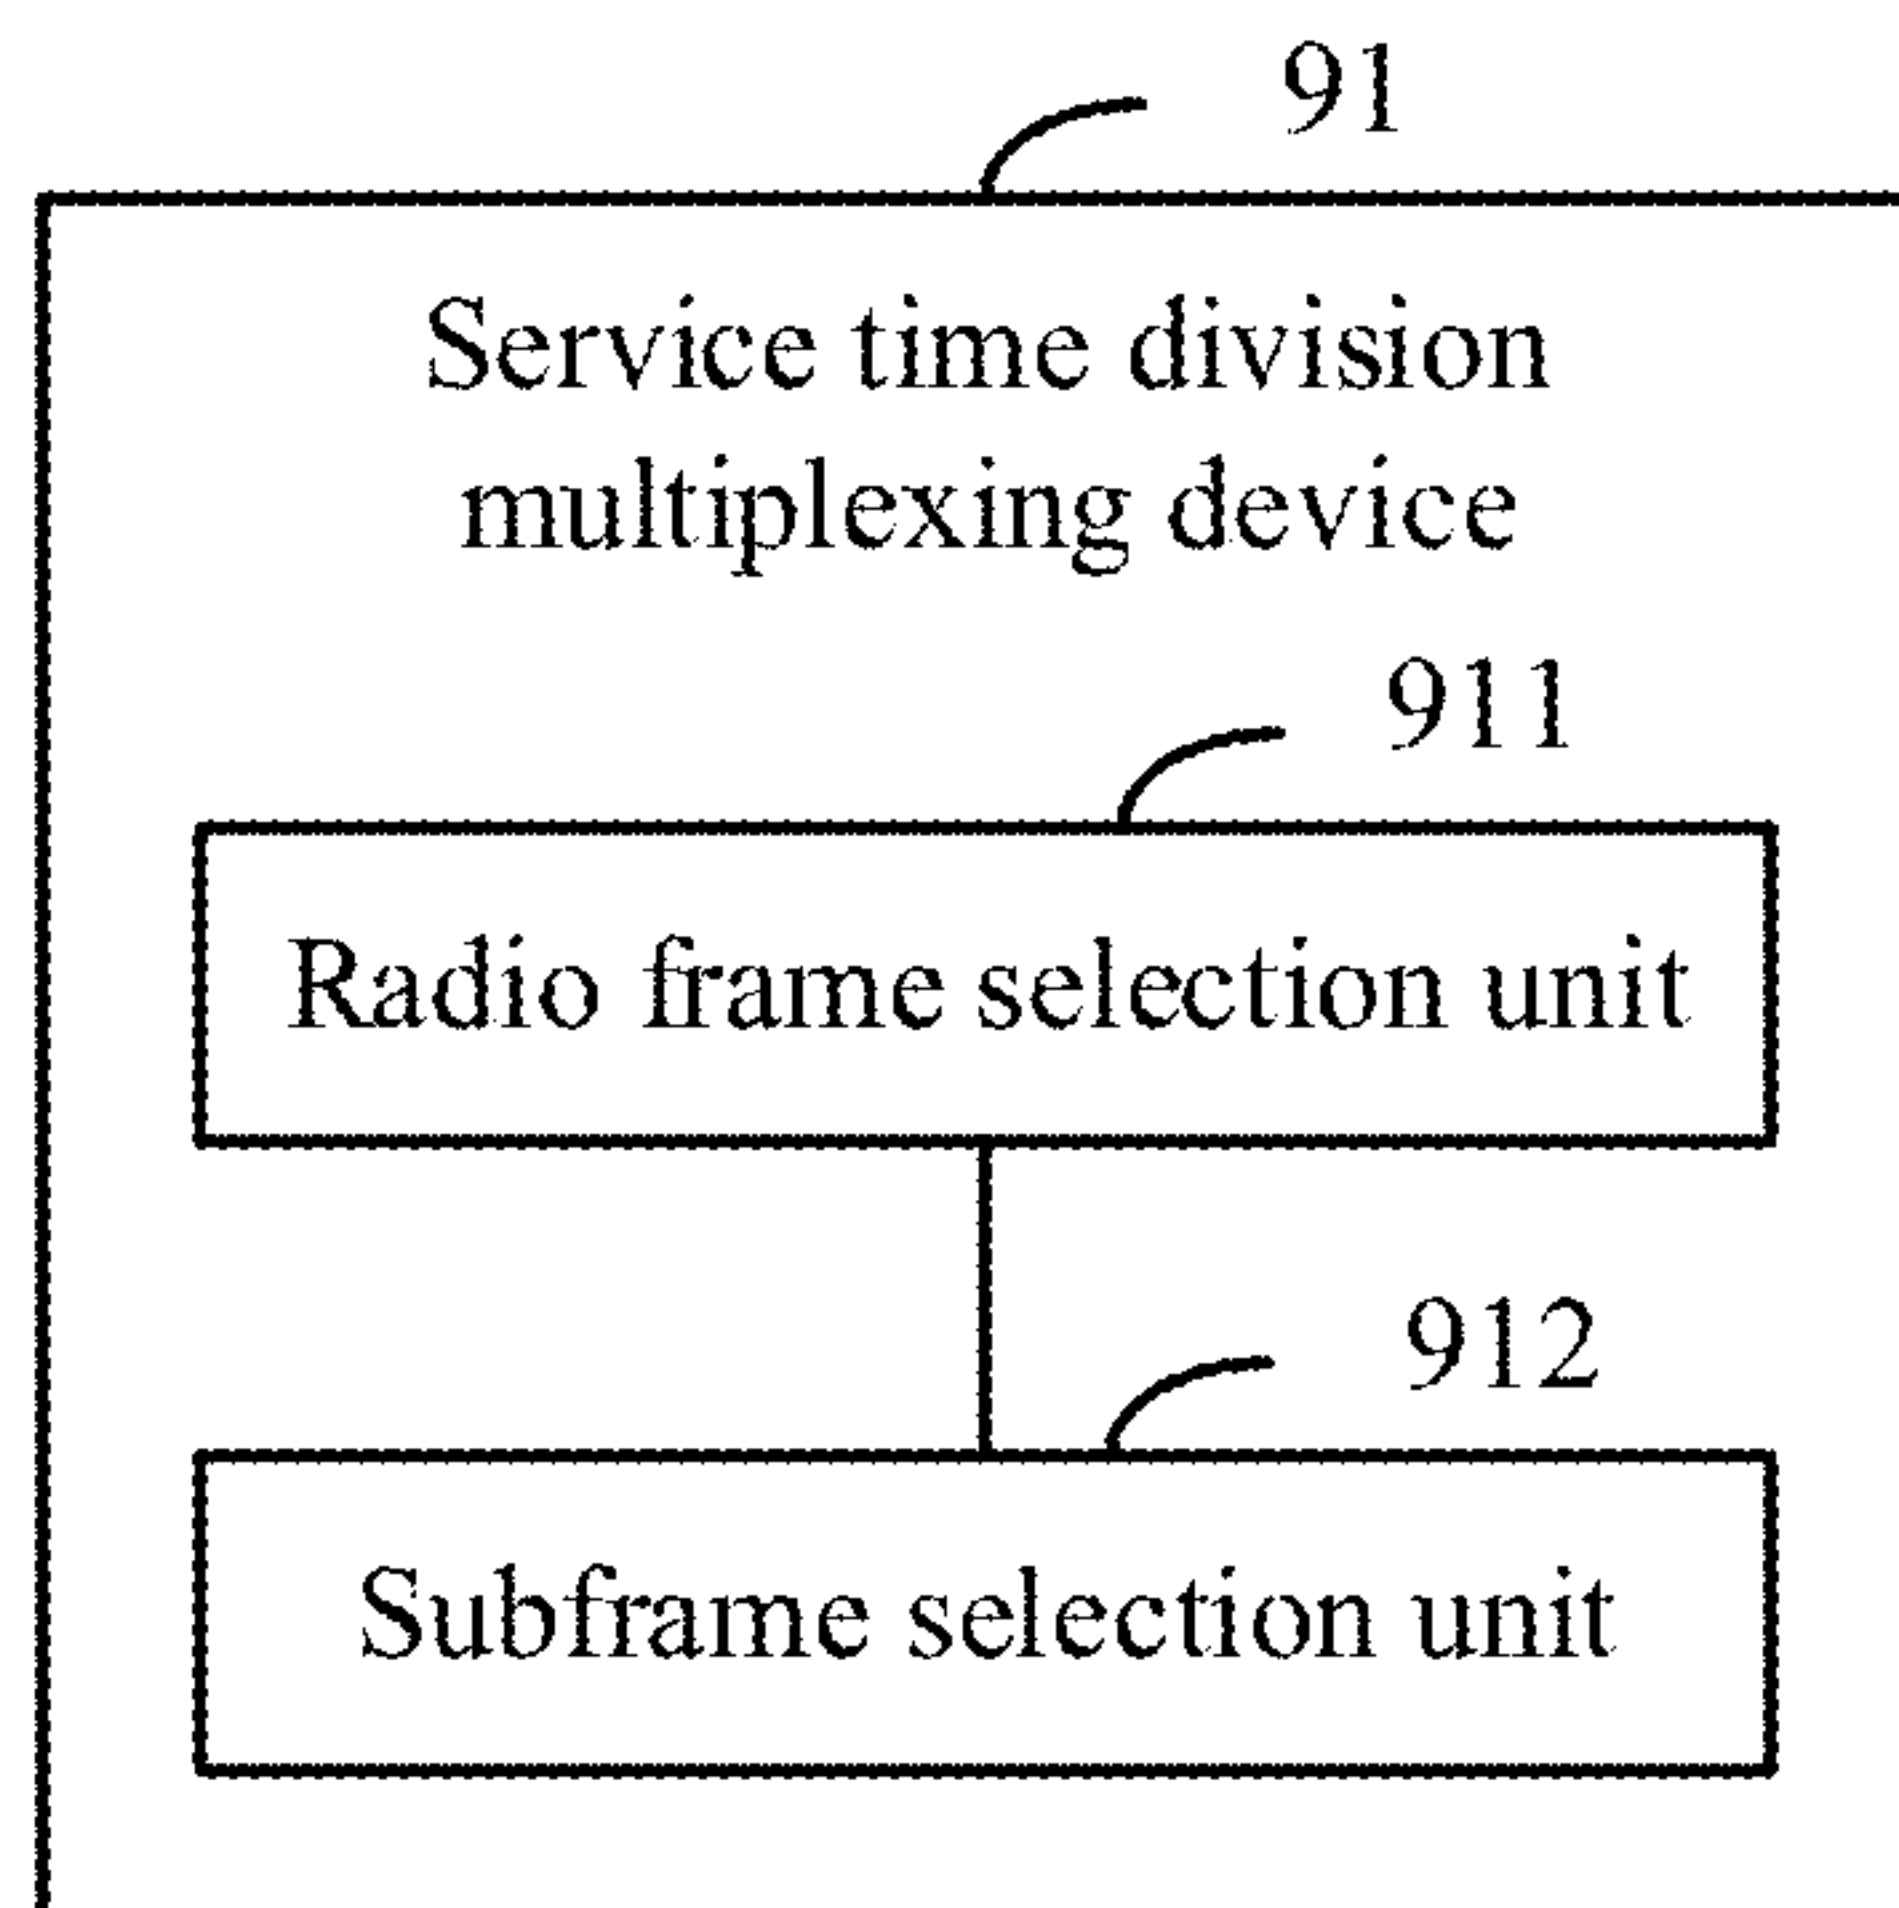 91
Service time division
multiplexing device
911
Radio frame selection unit
912
Subframe selection unit